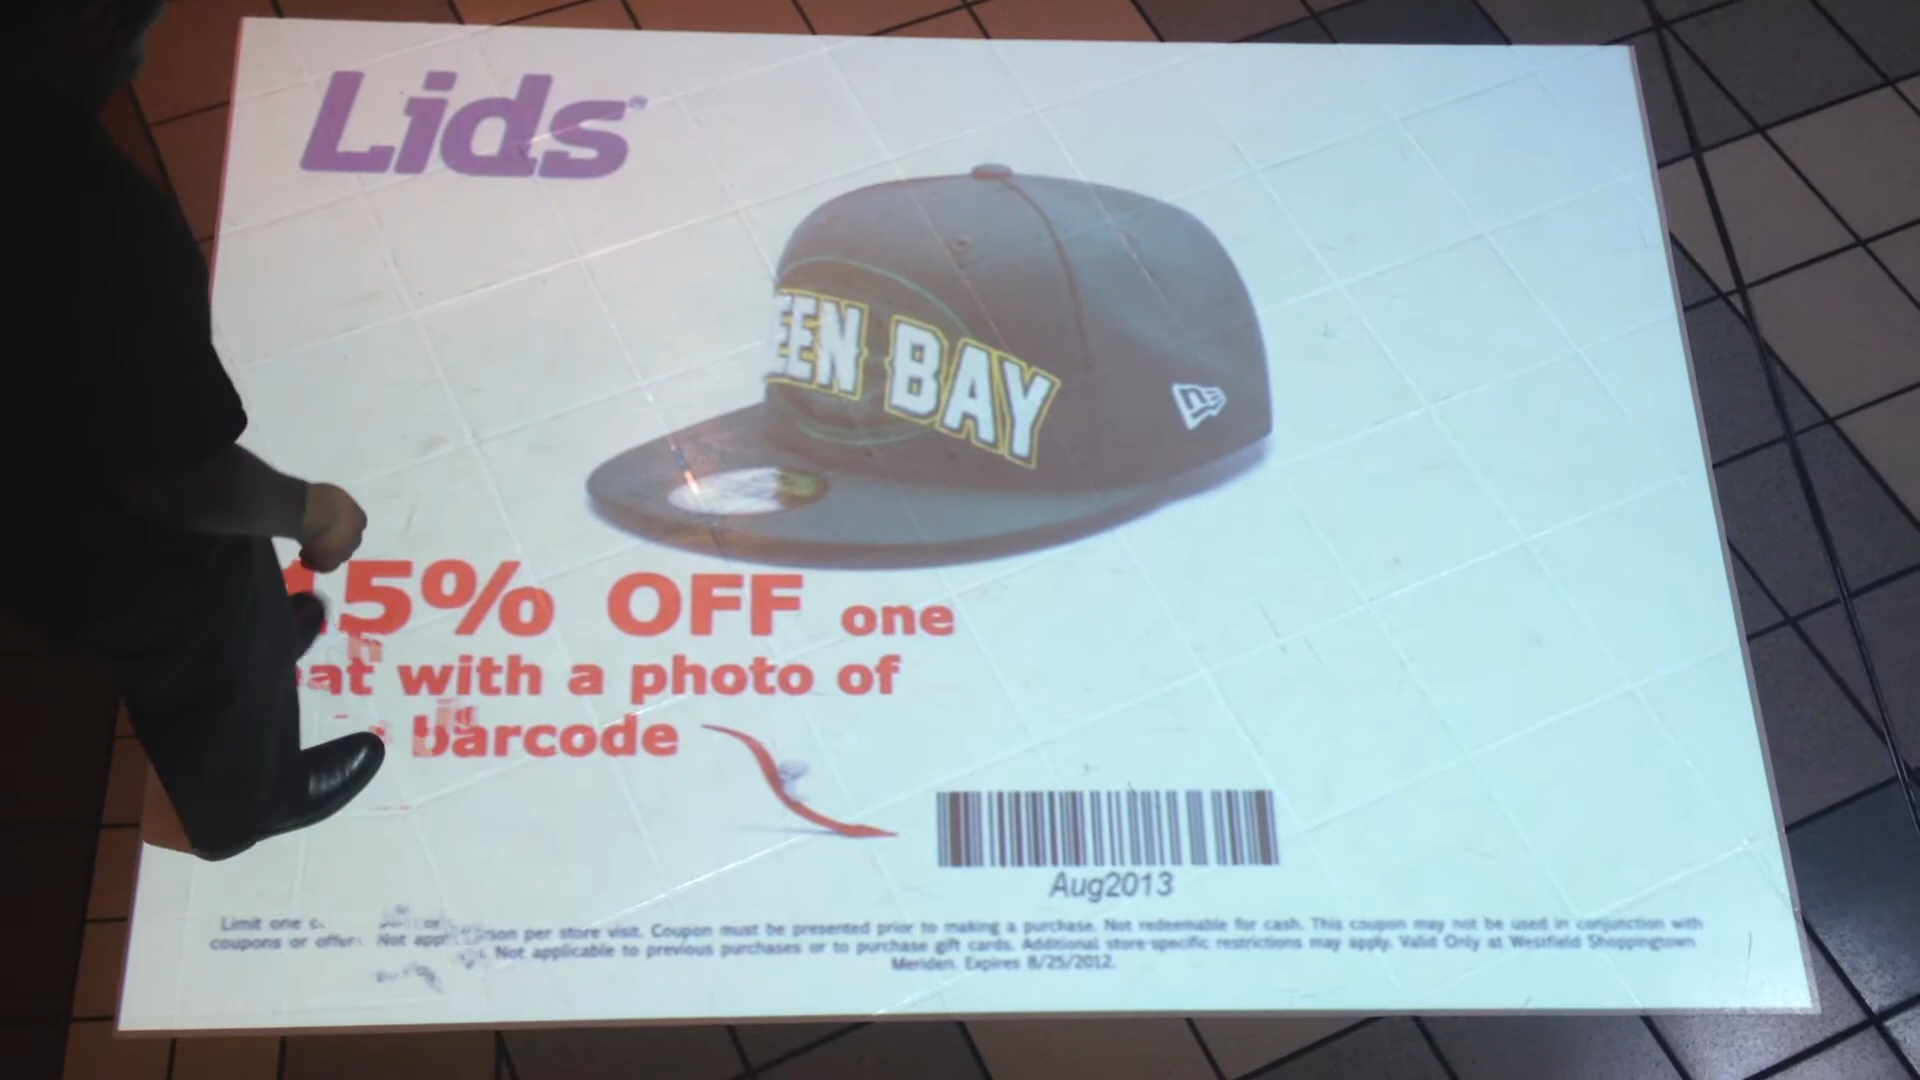 Lids®
EEN BAY
15% OFF one
at with a photo of
barcode
Aug2013
Limit one person per store visit. Coupon must be presented prior to making a purchase. Not redeemable for cash. This coupon may not be used in conjunction with
coupons or Not Not applicable to previous purchases or to purchase gift cards. Additional store-specific restrictions may apply. Valid Only at Westfield Shoppingtown
Meriden. Expires 8/25/2012.